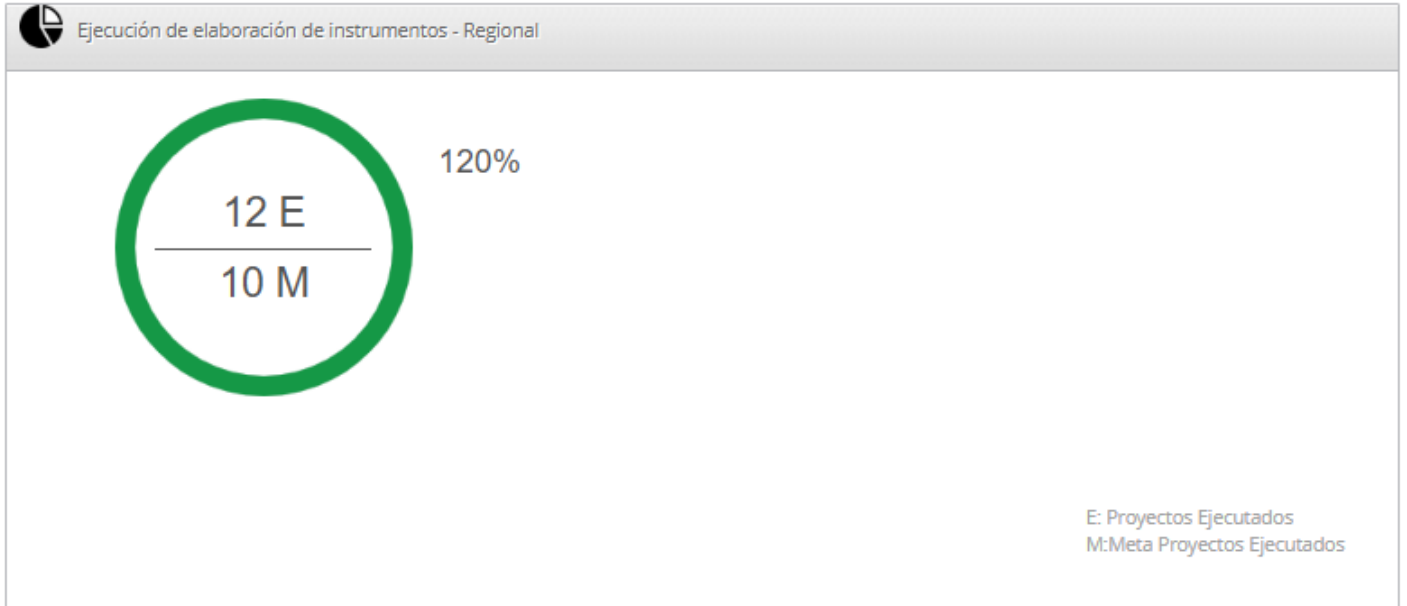 Ejecución de elaboración de instrumentos - Regional
120%
12 E
10 M
E: Proyectos Ejecutados
M:Meta Proyectos Ejecutados